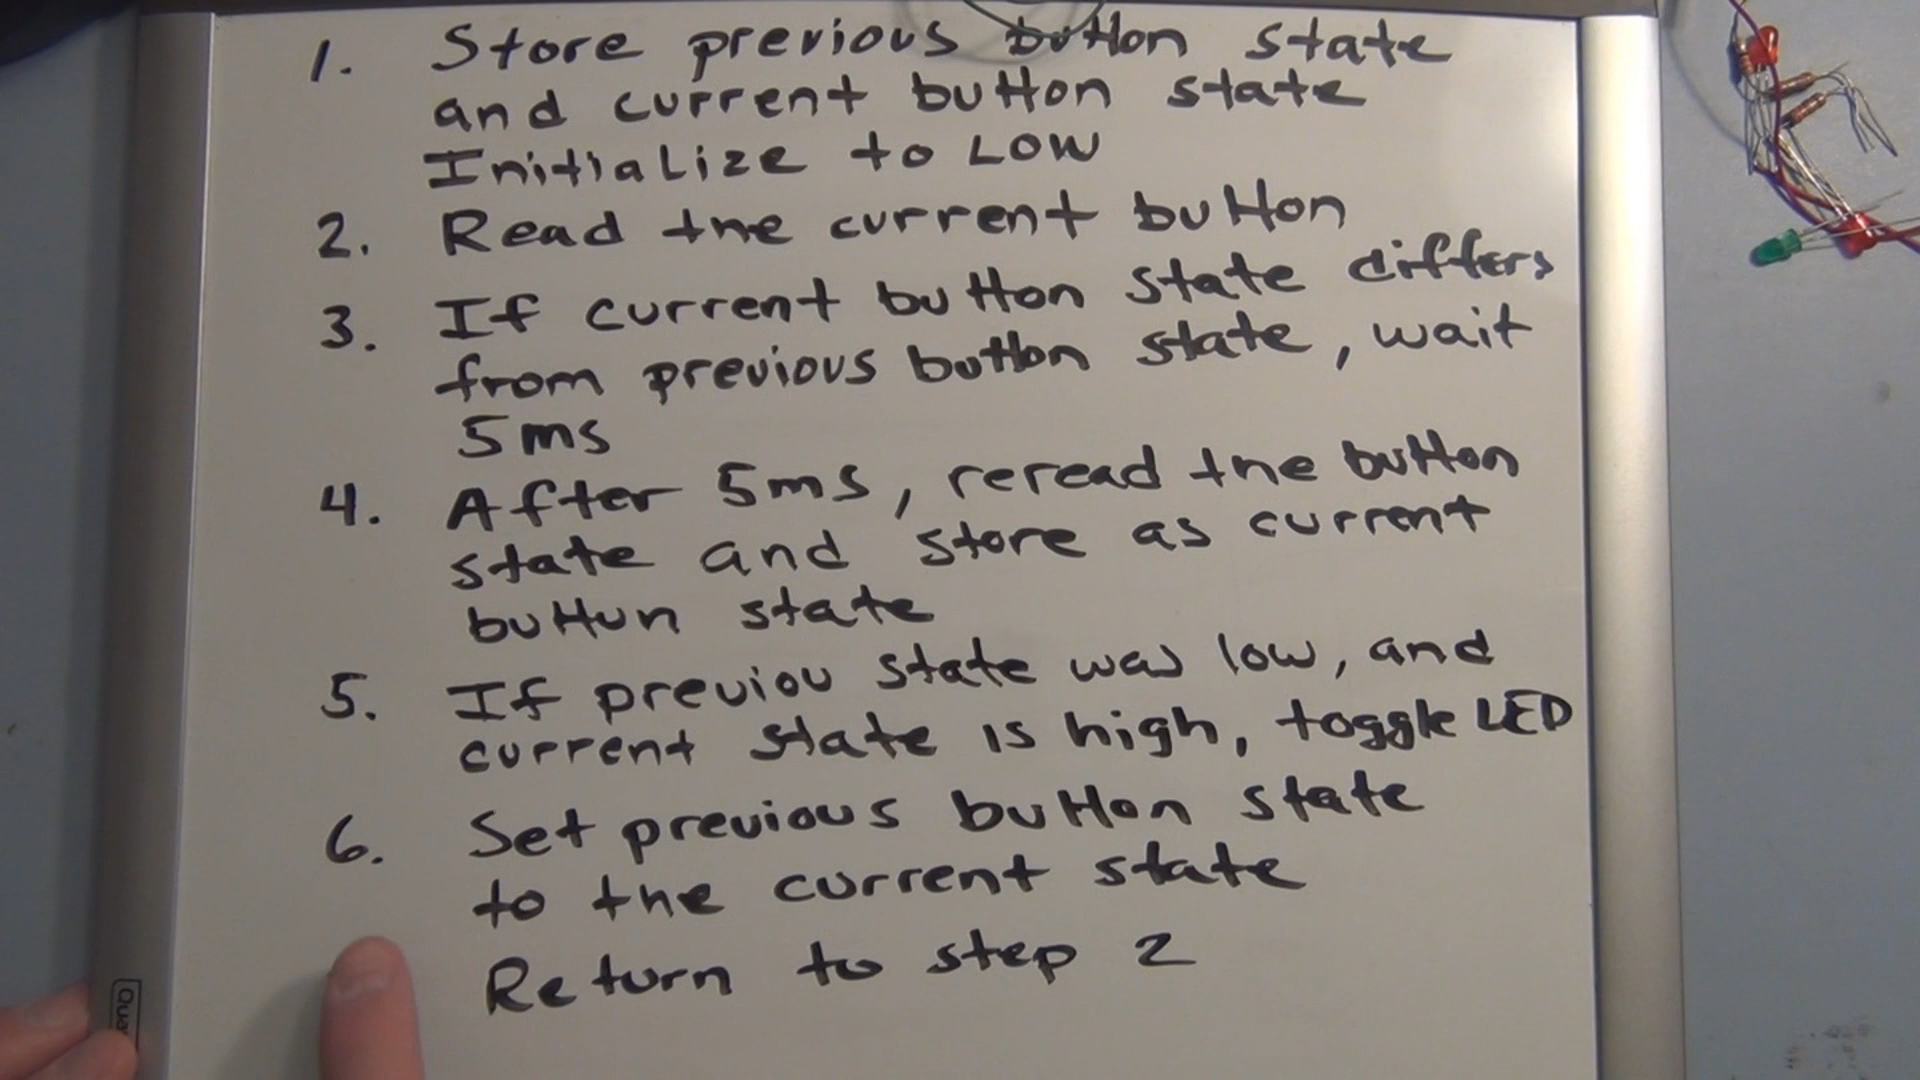 1. Store previous button state
and current button state
Initialize to LOW
2. Read the current button
3. If current button state differs
from previous button state, wait
5ms
4. After 5ms, reread the button
state and store as current
button state
5. If previou state was low, and
current state is high, toggle LED
6. Set previous button state
to the current state
Return to step 2
Qua